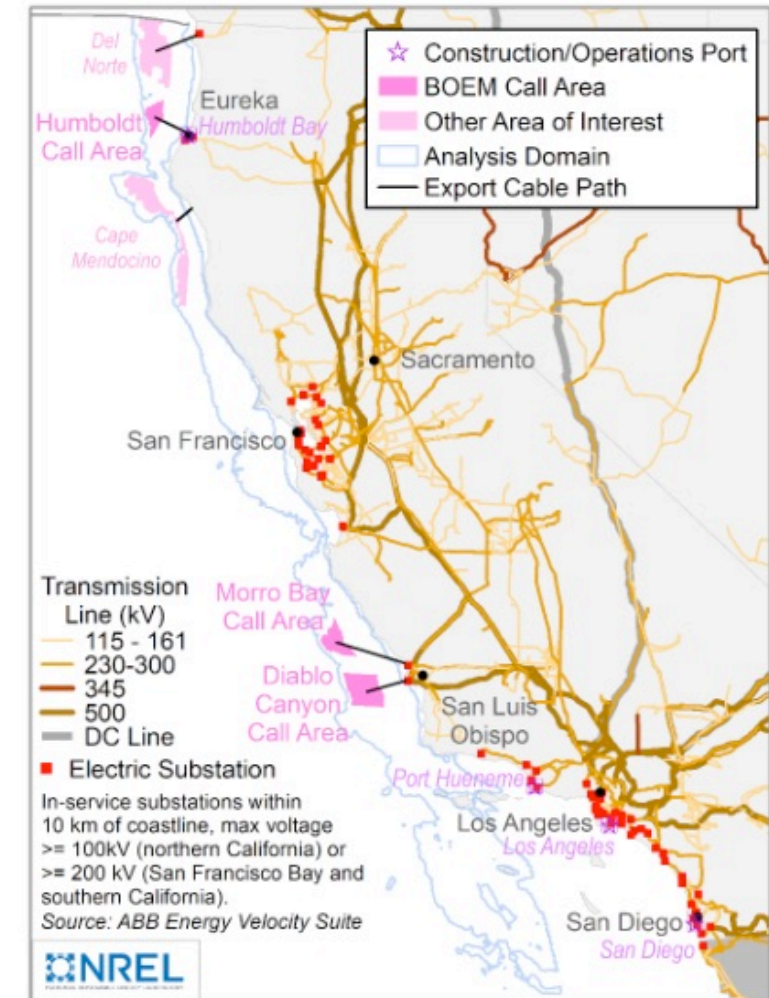 Del
Norte
Eureka
Humboldt
Call Area
Humboldt Bay
Construction/Operations Port
BOEM Call Area
Other Area of Interest
Analysis Domain
Export Cable Path
Cape
Mendocino
Sacramento
San Francisco
Morro Bay
Call Area
Diablo
Canyon
Call Area
San Luis
Obispo
Port Hueneme
Los Angeles
Los Angeles
San Diego
San Diego
Transmission
Line (kV)
115 - 161
230-300
345
500
DC Line
Electric Substation
In-service substations within
10 km of coastline, max voltage
>= 100kV (northern California) or
>= 200 kV (San Francisco Bay and
southern California).
Source: ABB Energy Velocity Suite
NREL